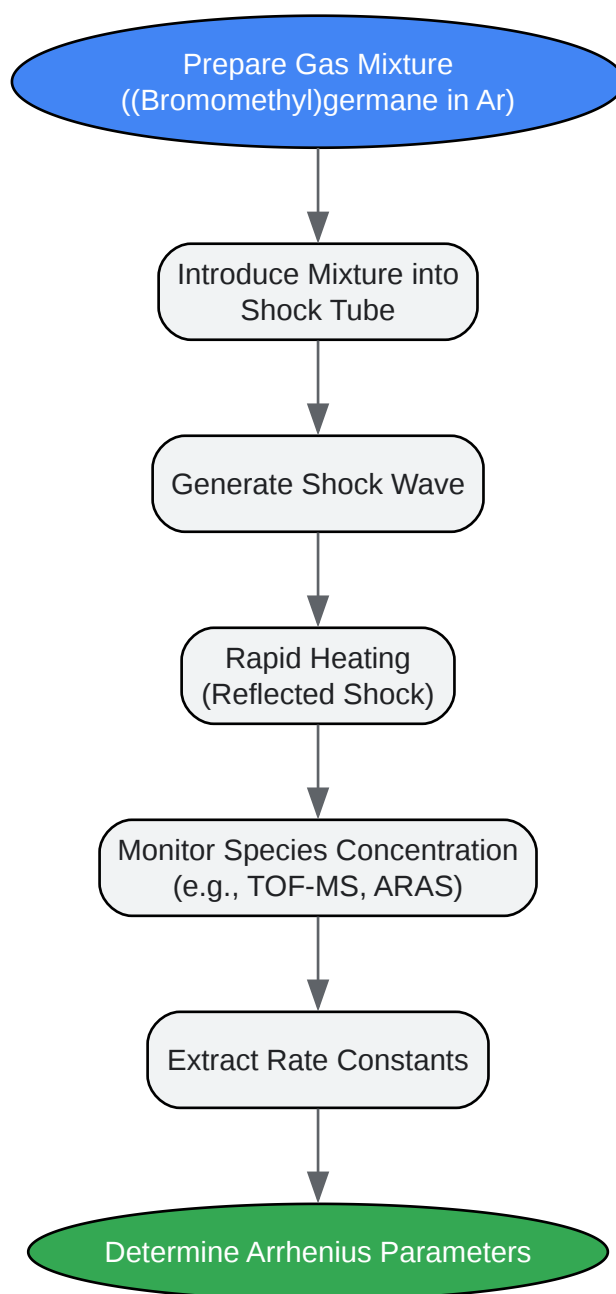 Prepare Gas Mixture
((Bromomethyl)germane in Ar)
Introduce Mixture into
Shock Tube
Generate Shock Wave
Rapid Heating
(Reflected Shock)
Monitor Species Concentration
(e.g., TOF-MS, ARAS)
Extract Rate Constants
Determine Arrhenius Parameters